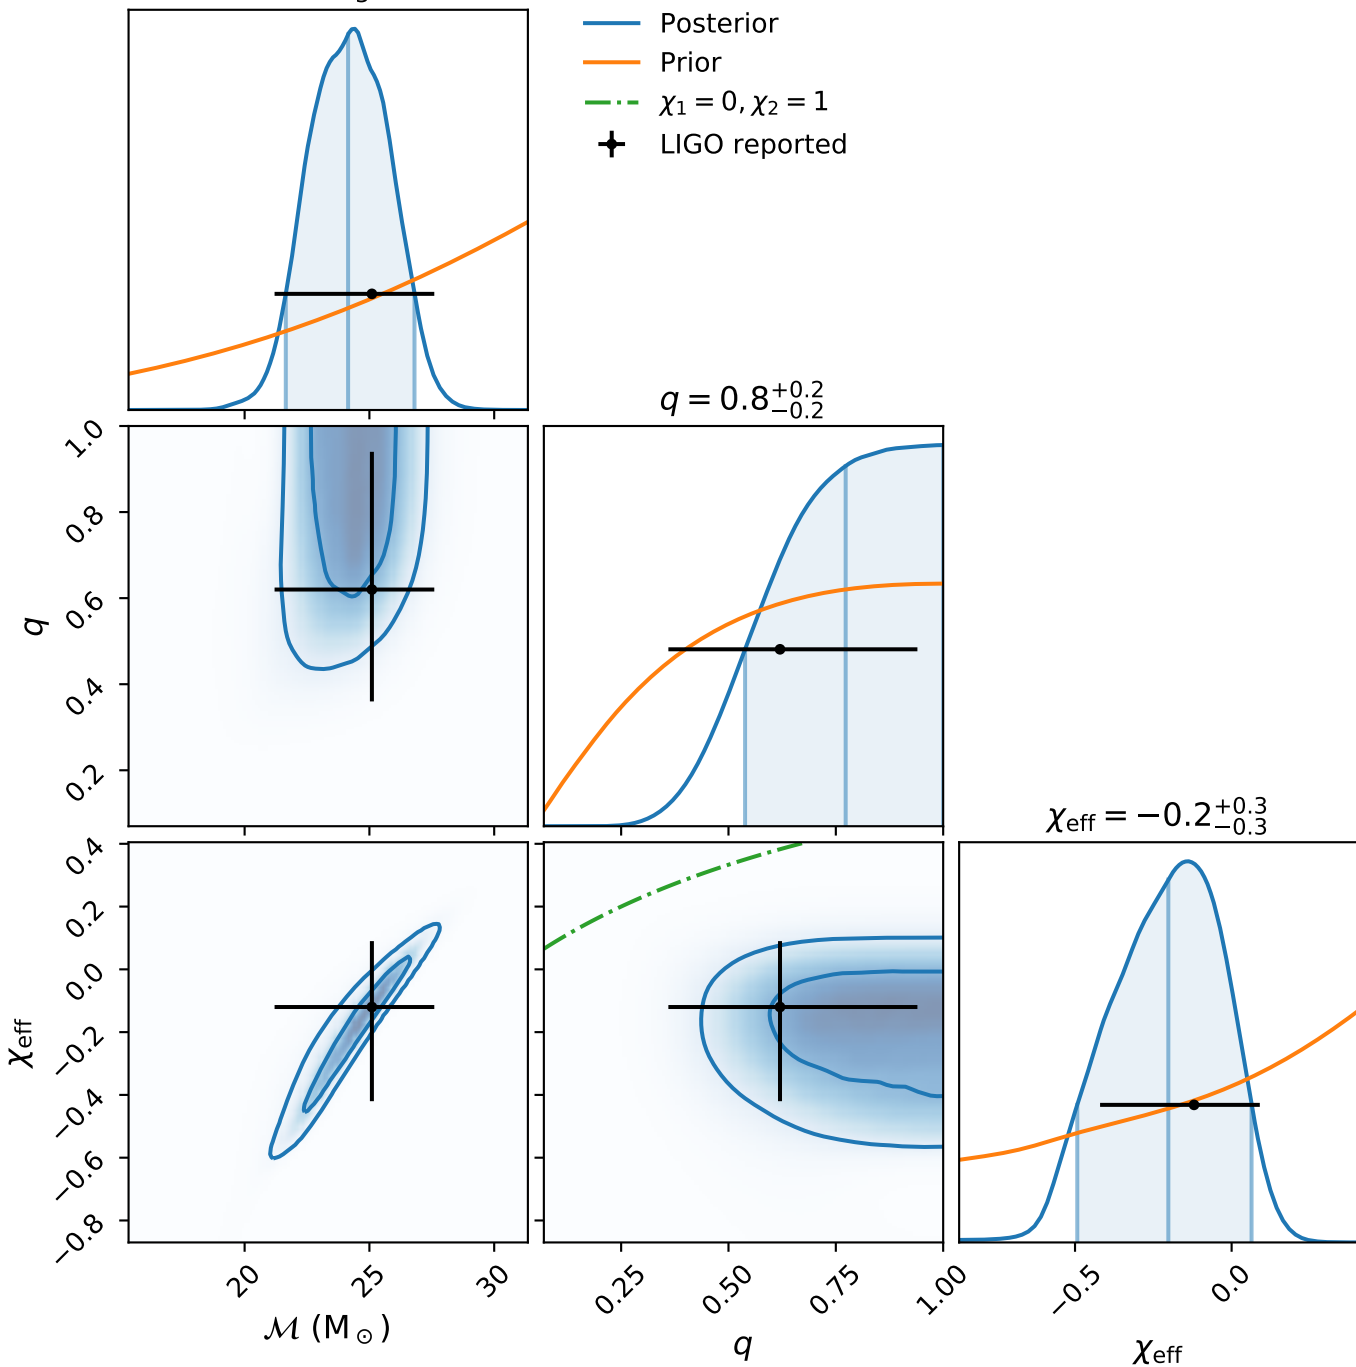 Posterior
Prior
χ₁ = 0, χ₂ = 1
LIGO reported
q = 0.8^{+0.2}_{−0.2}
1.0
0.8
0.6
0.4
0.2
q
χ_eff = −0.2^{+0.3}_{−0.3}
0.4
0.2
0.0
−0.2
−0.4
−0.6
−0.8
χ_eff
20 25 30
0.25 0.50 0.75 1.00
−0.5 0.0
ℳ (M_⊙)
q
χ_eff